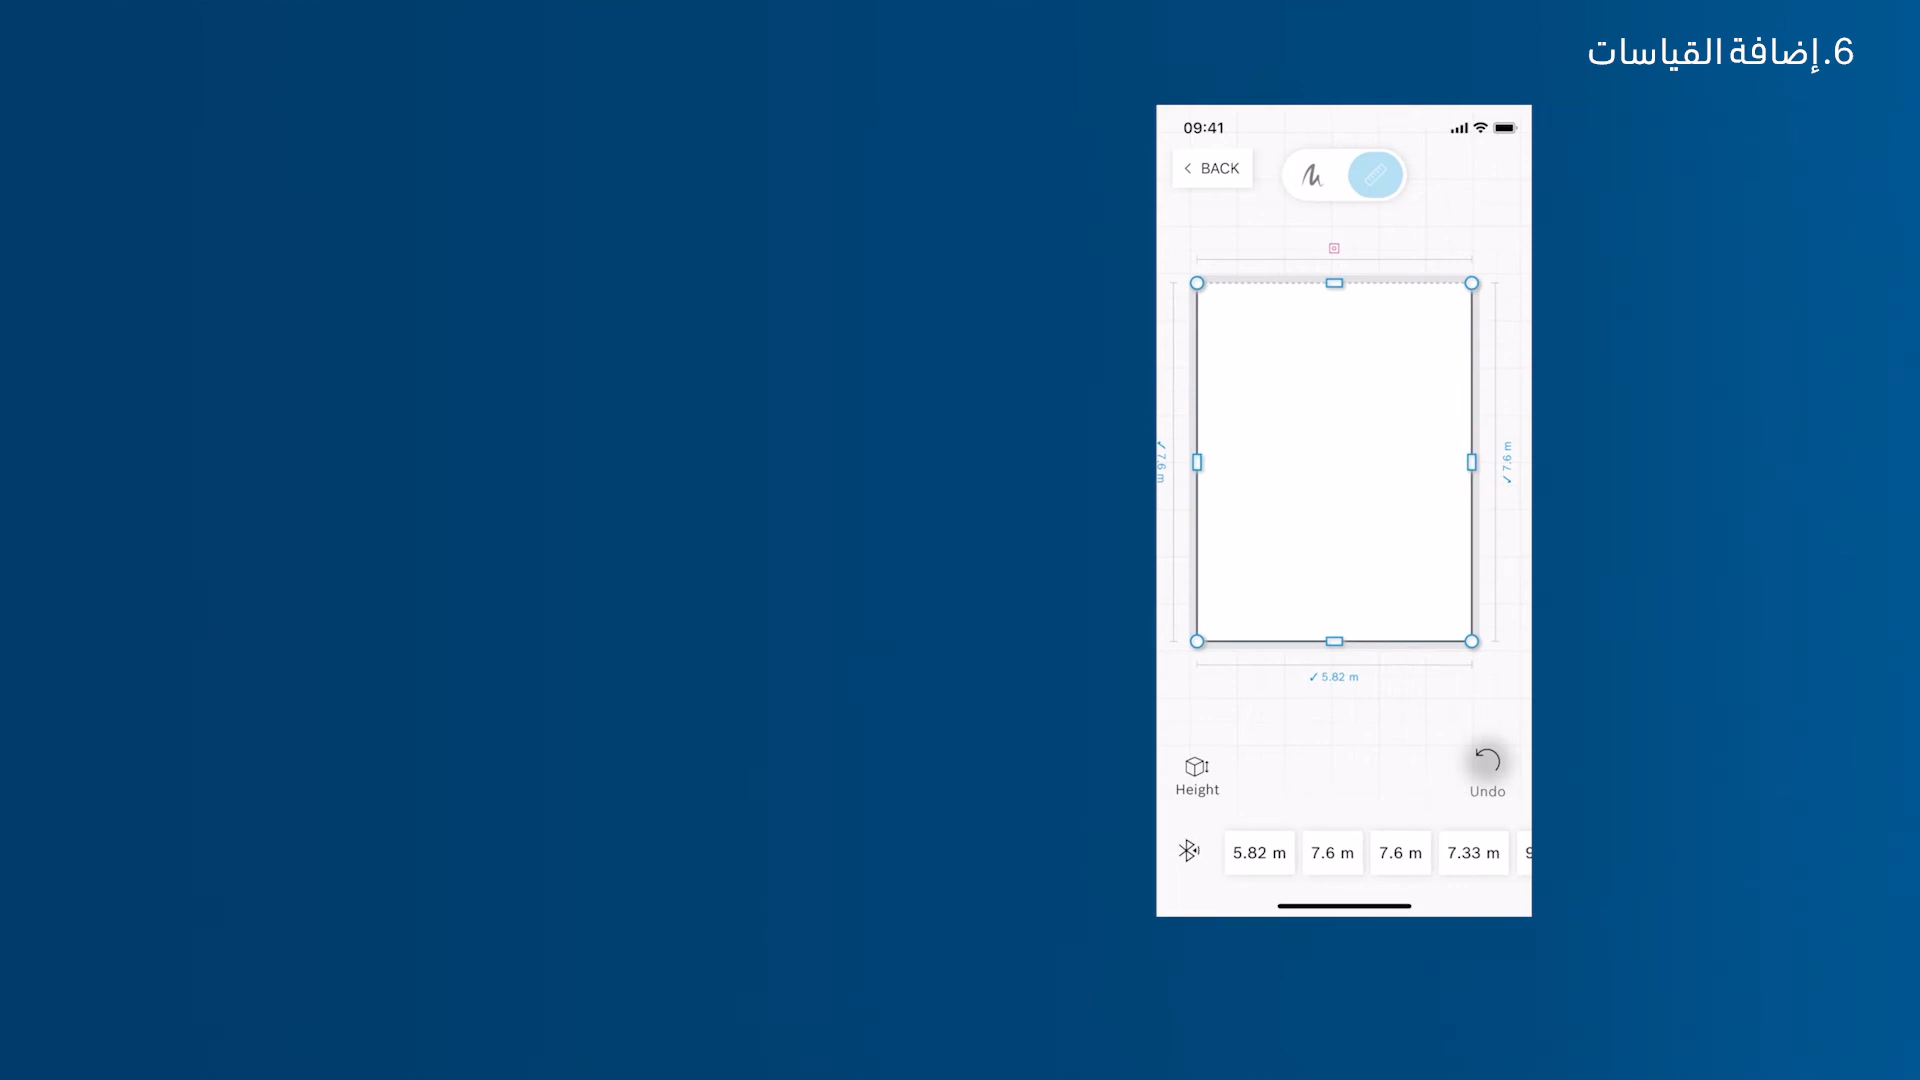 6.إضافة القياسات
09:41
BACK
✓ 7.6 m
✓ 7.6 m
✓ 5.82 m
Height
Undo
5.82 m 7.6 m 7.6 m 7.33 m